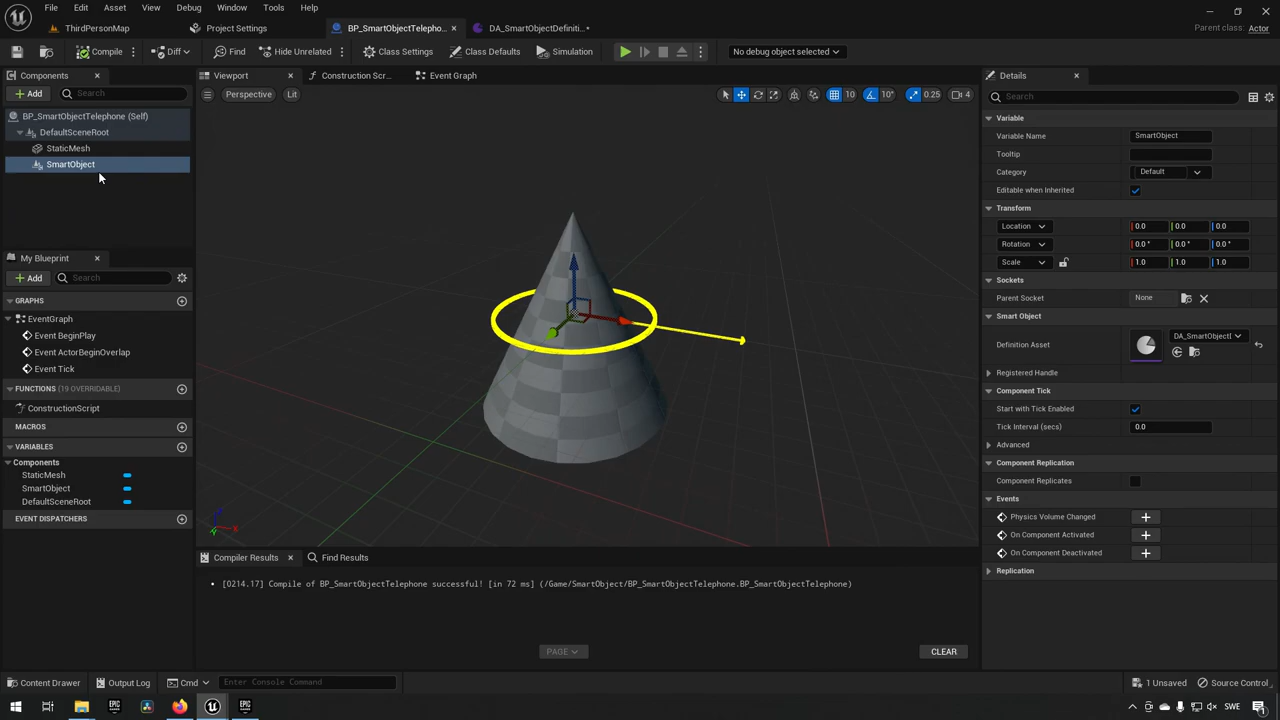 File Edit Asset View Debug Window Tools Help
ThirdPersonMap Project Settings BP_SmartObjectTelepho... DA_SmartObjectDefiniti... Parent class: Actor
Compile Diff Find Hide Unrelated Class Settings Class Defaults Simulation No debug object selected
Components
Add Search
BP_SmartObjectTelephone (Self)
DefaultSceneRoot
StaticMesh
SmartObject
My Blueprint
Add Search
GRAPHS
EventGraph
Event BeginPlay
Event ActorBeginOverlap
Event Tick
FUNCTIONS (19 OVERRIDABLE)
ConstructionScript
MACROS
VARIABLES
Components
StaticMesh
SmartObject
DefaultSceneRoot
EVENT DISPATCHERS
Viewport Construction Scr... Event Graph
Perspective Lit 10 10° 0.25 4
Compiler Results Find Results
[0214.17] Compile of BP_SmartObjectTelephone successful! [in 72 ms] (/Game/SmartObject/BP_SmartObjectTelephone.BP_SmartObjectTelephone)
PAGE CLEAR
Details
Search
Variable
Variable Name SmartObject
Tooltip
Category Default
Editable when Inherited
Transform
Location 0.0 0.0 0.0
Rotation 0.0° 0.0° 0.0°
Scale 1.0 1.0 1.0
Sockets
Parent Socket None
Smart Object
Definition Asset DA_SmartObject
Registered Handle
Component Tick
Start with Tick Enabled
Tick Interval (secs) 0.0
Advanced
Component Replication
Component Replicates
Events
Physics Volume Changed
On Component Activated
On Component Deactivated
Replication
Content Drawer Output Log Cmd Enter Console Command 1 Unsaved Source Control
SWE